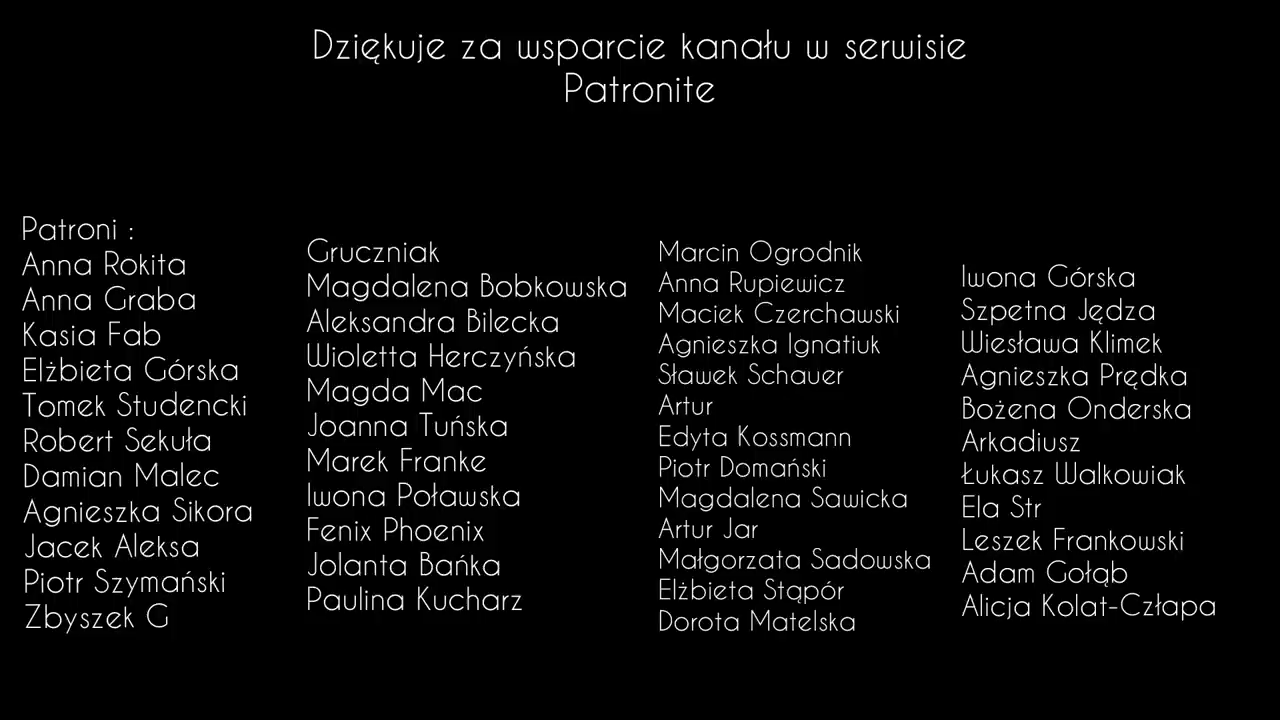 Dziękuje za wsparcie kanału w serwisie
Patronite
Patroni :
Anna Rokita
Anna Graba
Kasia Fab
Elżbieta Górska
Tomek Studencki
Robert Sekuła
Damian Malec
Agnieszka Sikora
Jacek Aleksa
Piotr Szymański
Zbyszek G
Gruczniak
Magdalena Bobkowska
Aleksandra Bilecka
Wioletta Herczyńska
Magda Mac
Joanna Tuńska
Marek Franke
Iwona Poławska
Fenix Phoenix
Jolanta Bańka
Paulina Kucharz
Marcin Ogrodnik
Anna Rupiewicz
Maciek Czerchawski
Agnieszka Ignatiuk
Sławek Schauer
Artur
Edyta Kossmann
Piotr Domański
Magdalena Sawicka
Artur Jar
Małgorzata Sadowska
Elżbieta Stąpór
Dorota Matelska
Iwona Górska
Szpetna Jędza
Wiesława Klimek
Agnieszka Prędka
Bożena Onderska
Arkadiusz
Łukasz Walkowiak
Ela Str
Leszek Frankowski
Adam Gołąb
Alicja Kolat-Człapa